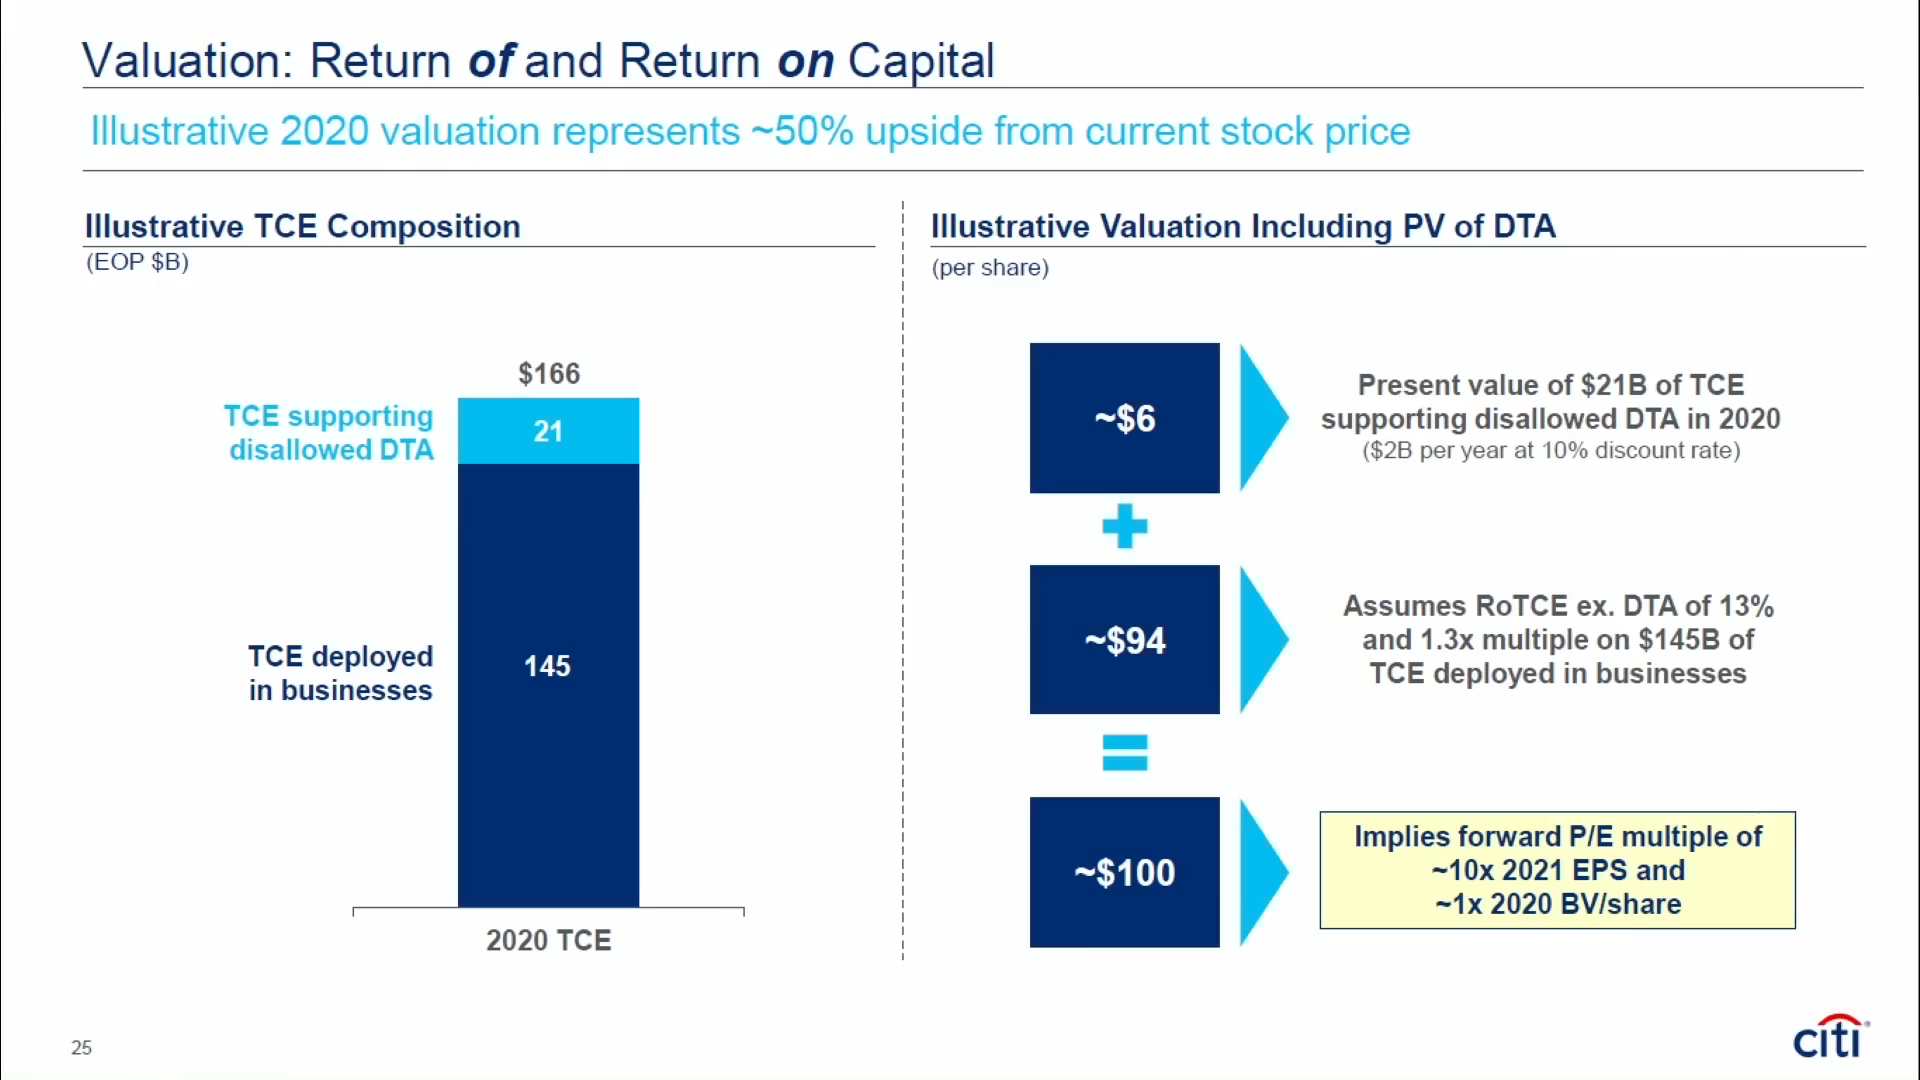 Valuation: Return of and Return on Capital
Illustrative 2020 valuation represents ~50% upside from current stock price
Illustrative TCE Composition
(EOP $B)
$166
TCE supporting
disallowed DTA
21
TCE deployed
in businesses
145
2020 TCE
Illustrative Valuation Including PV of DTA
(per share)
~$6
Present value of $21B of TCE
supporting disallowed DTA in 2020
($2B per year at 10% discount rate)
+
~$94
Assumes RoTCE ex. DTA of 13%
and 1.3x multiple on $145B of
TCE deployed in businesses
=
~$100
Implies forward P/E multiple of
~10x 2021 EPS and
~1x 2020 BV/share
25
citi®